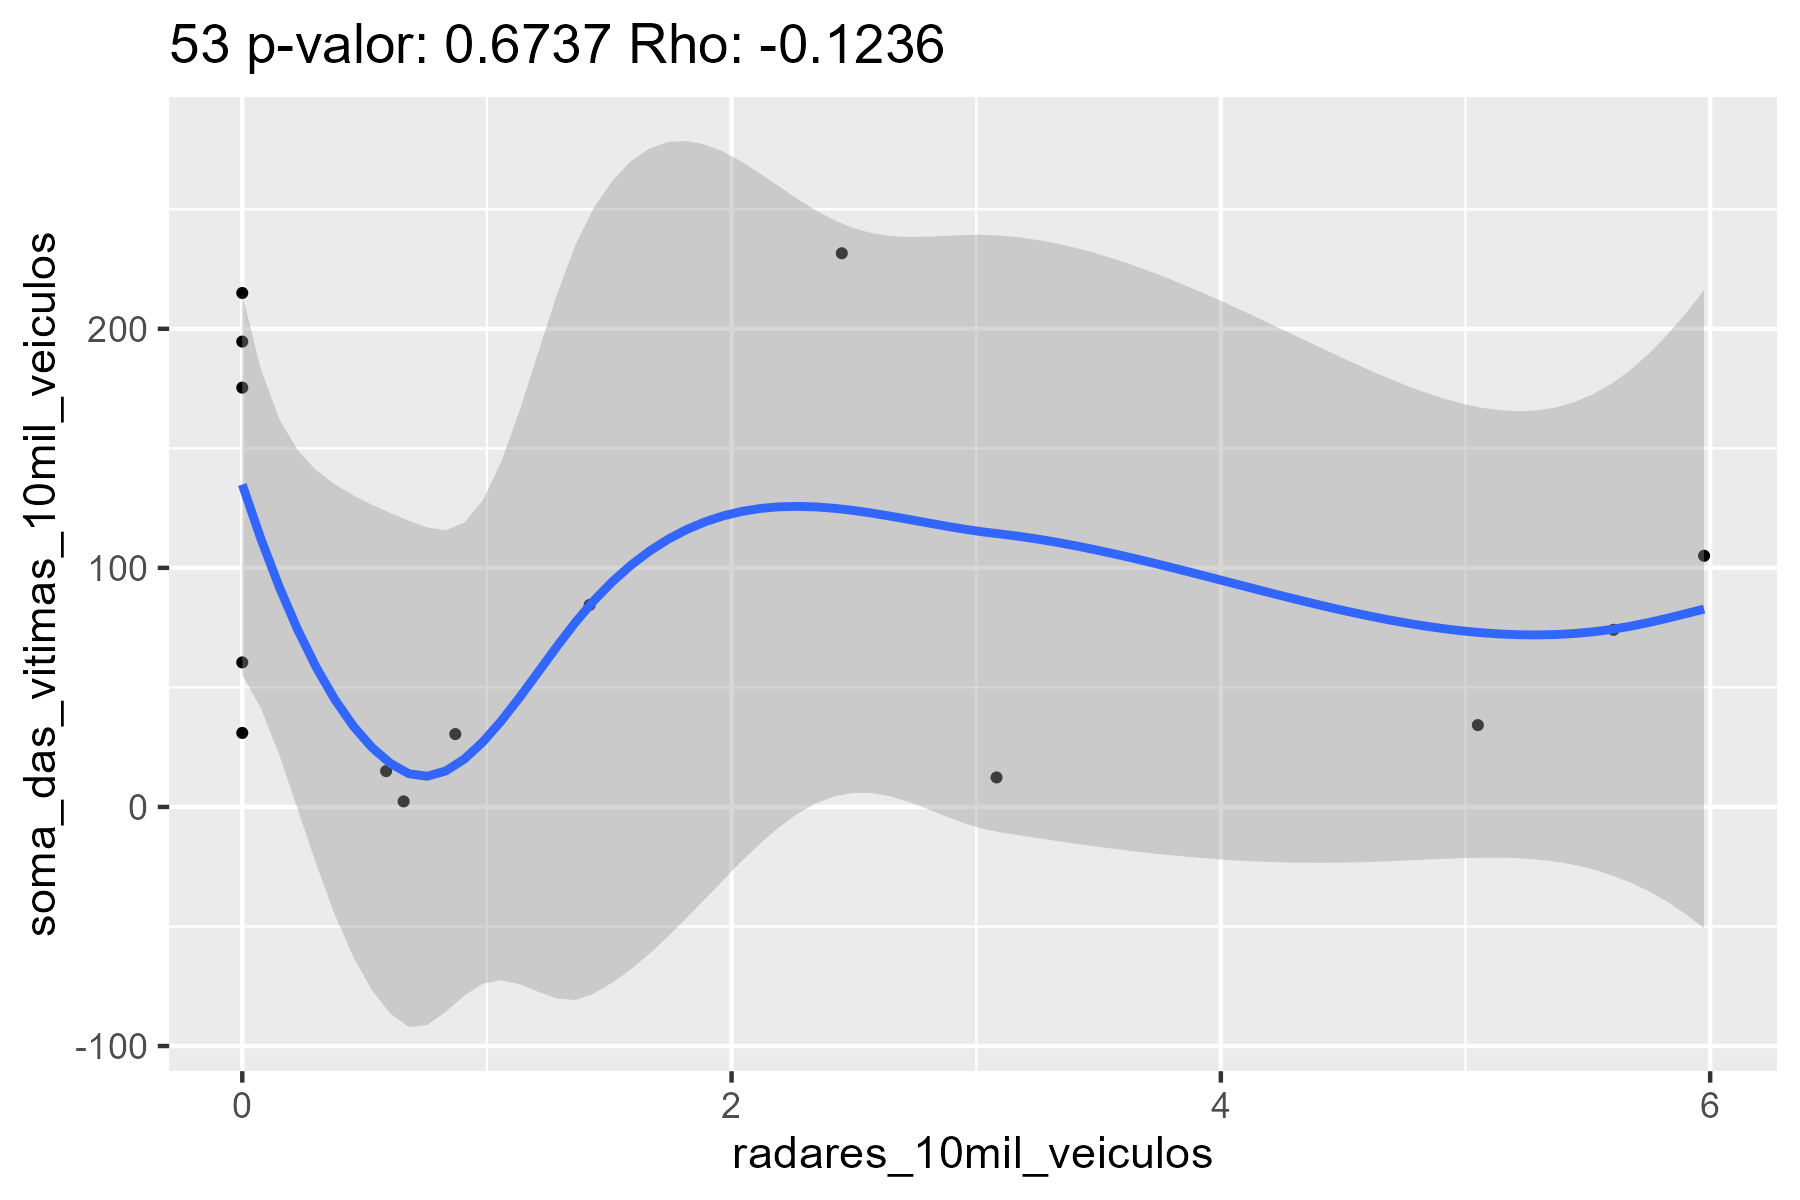 53 p-valor: 0.6737 Rho: -0.1236
soma_das_vitimas_10mil_veiculos
200
100
0
-100
0 2 4 6
radares_10mil_veiculos